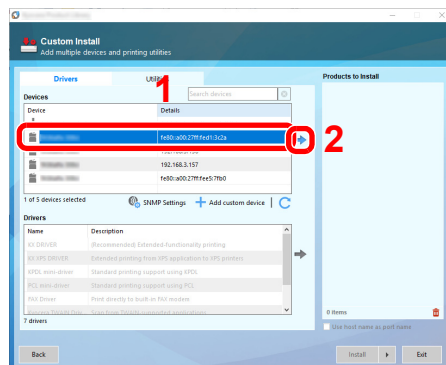 Custom Install
Add multiple devices and printing utilities
Drivers
1
Products to Install
Devices
Search devices
Device
Details
fe80::a00:27ff:fed1:3c2a
2
192.168.3.157
fe80::a00:27ff:fee5:7fb0
1 of 5 devices selected
SNMP Settings
Add custom device
Drivers
Name
Description
KX DRIVER
(Recommended) Extended-functionality printing
KX XPS DRIVER
Extended printing from XPS application to XPS printers
KPDL mini-driver
Standard printing support using KPDL
PCL mini-driver
Standard printing support using PCL
FAX Driver
Print directly to built-in FAX modem
7 drivers
0 items
Use host name as port name
Back
Install
Exit